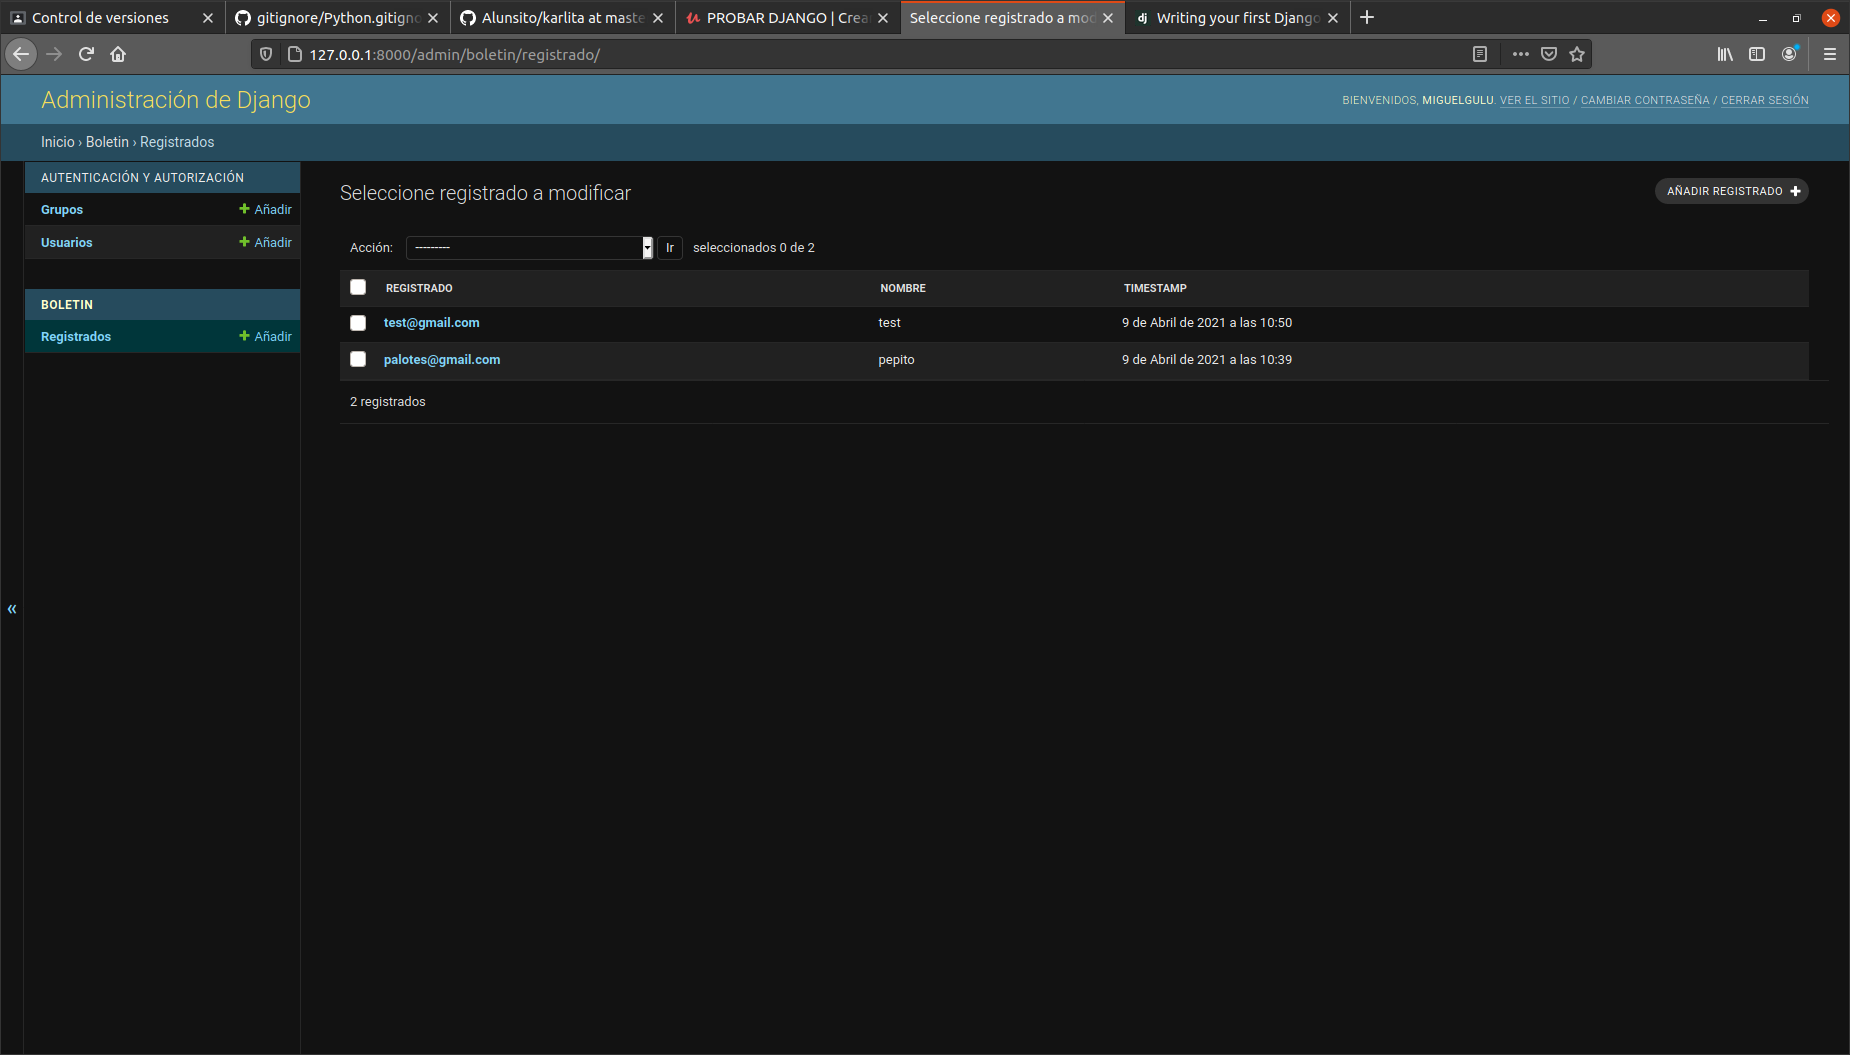 Control de versiones
gitignore/Python.gitigno
Alunsito/karlita at maste
PROBAR DJANGO | Crea
Seleccione registrado a mod
dj Writing your first Django
127.0.0.1:8000/admin/boletin/registrado/
Administración de Django
BIENVENIDOS, MIGUELGULU. VER EL SITIO / CAMBIAR CONTRASEÑA / CERRAR SESIÓN
Inicio › Boletin › Registrados
AUTENTICACIÓN Y AUTORIZACIÓN
Grupos Añadir
Usuarios Añadir
BOLETIN
Registrados Añadir
«
Seleccione registrado a modificar
AÑADIR REGISTRADO
Acción: --------- Ir seleccionados 0 de 2
REGISTRADO NOMBRE TIMESTAMP
test@gmail.com test 9 de Abril de 2021 a las 10:50
palotes@gmail.com pepito 9 de Abril de 2021 a las 10:39
2 registrados